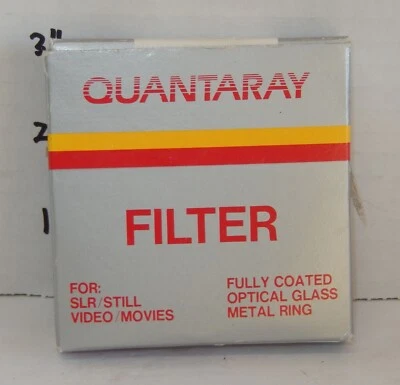 3"
2
1
QUANTARAY
FILTER
FOR:
SLR/STILL
VIDEO/MOVIES
FULLY COATED
OPTICAL GLASS
METAL RING